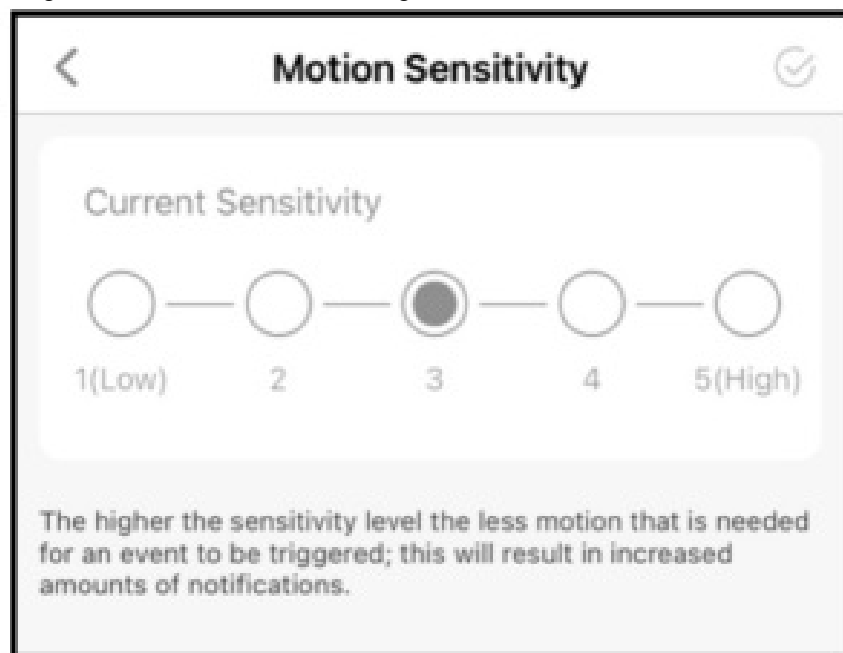 Motion Sensitivity
Current Sensitivity
1(Low) 2 3 4 5(High)
The higher the sensitivity level the less motion that is needed
for an event to be triggered; this will result in increased
amounts of notifications.